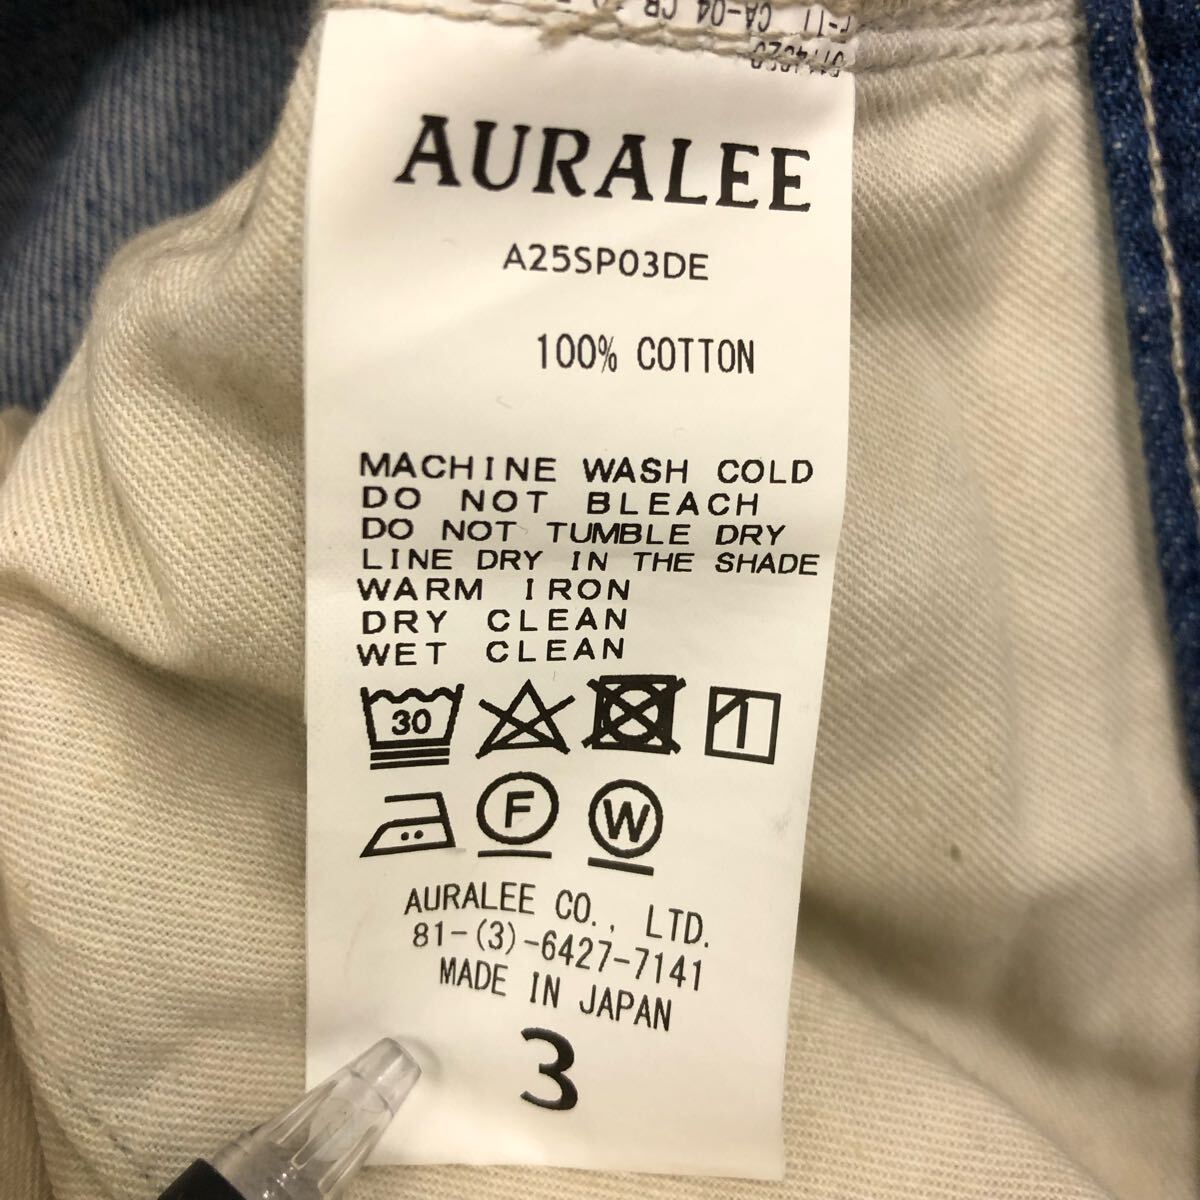 AURALEE
A25SP03DE
100% COTTON
MACHINE WASH COLD
DO NOT BLEACH
DO NOT TUMBLE DRY
LINE DRY IN THE SHADE
WARM IRON
DRY CLEAN
WET CLEAN
30
F W
AURALEE CO., LTD.
81-(3)-6427-7141
MADE IN JAPAN
3